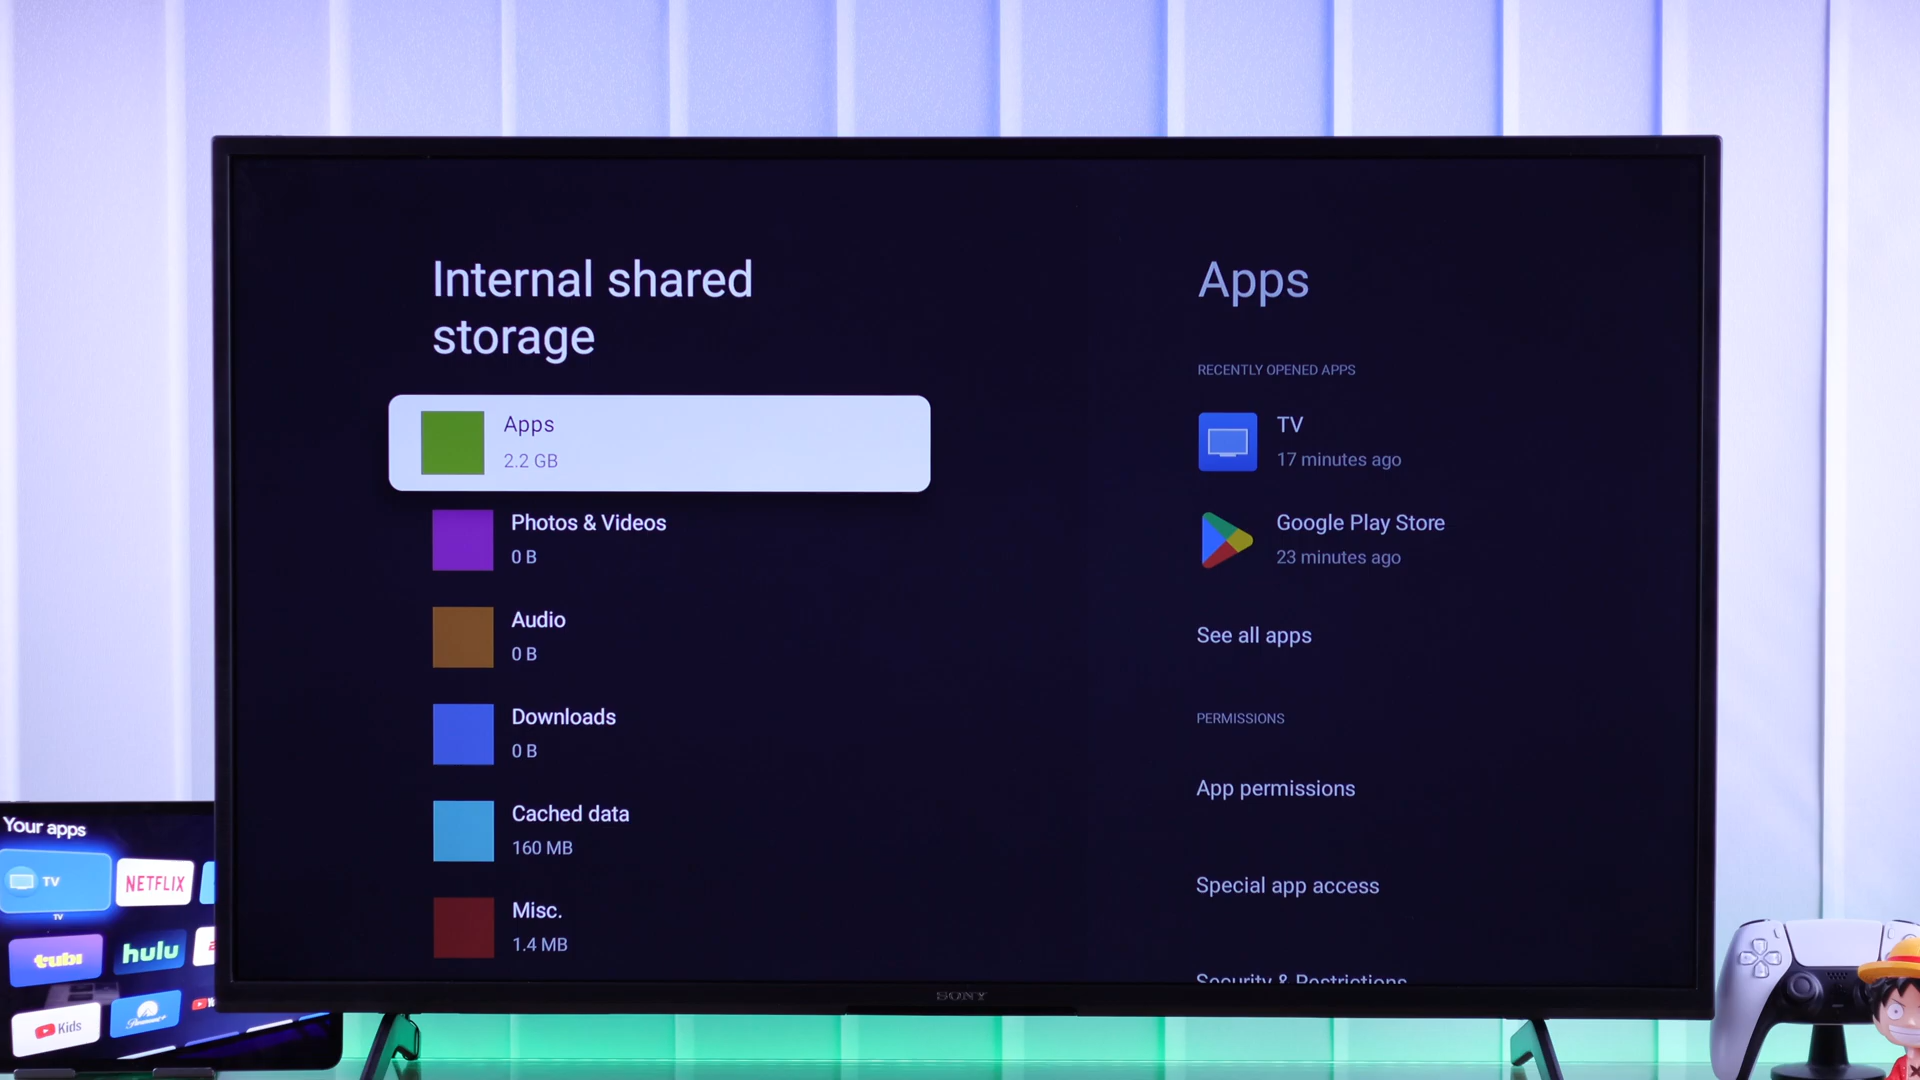 Internal shared
storage
Apps
2.2 GB
Photos & Videos
0 B
Audio
0 B
Downloads
0 B
Cached data
160 MB
Misc.
1.4 MB
Apps
RECENTLY OPENED APPS
TV
17 minutes ago
Google Play Store
23 minutes ago
See all apps
PERMISSIONS
App permissions
Special app access
Security & Restrictions
SONY
Your apps
TV
NETFLIX
TV
tubi
hulu
Kids
Paramount+